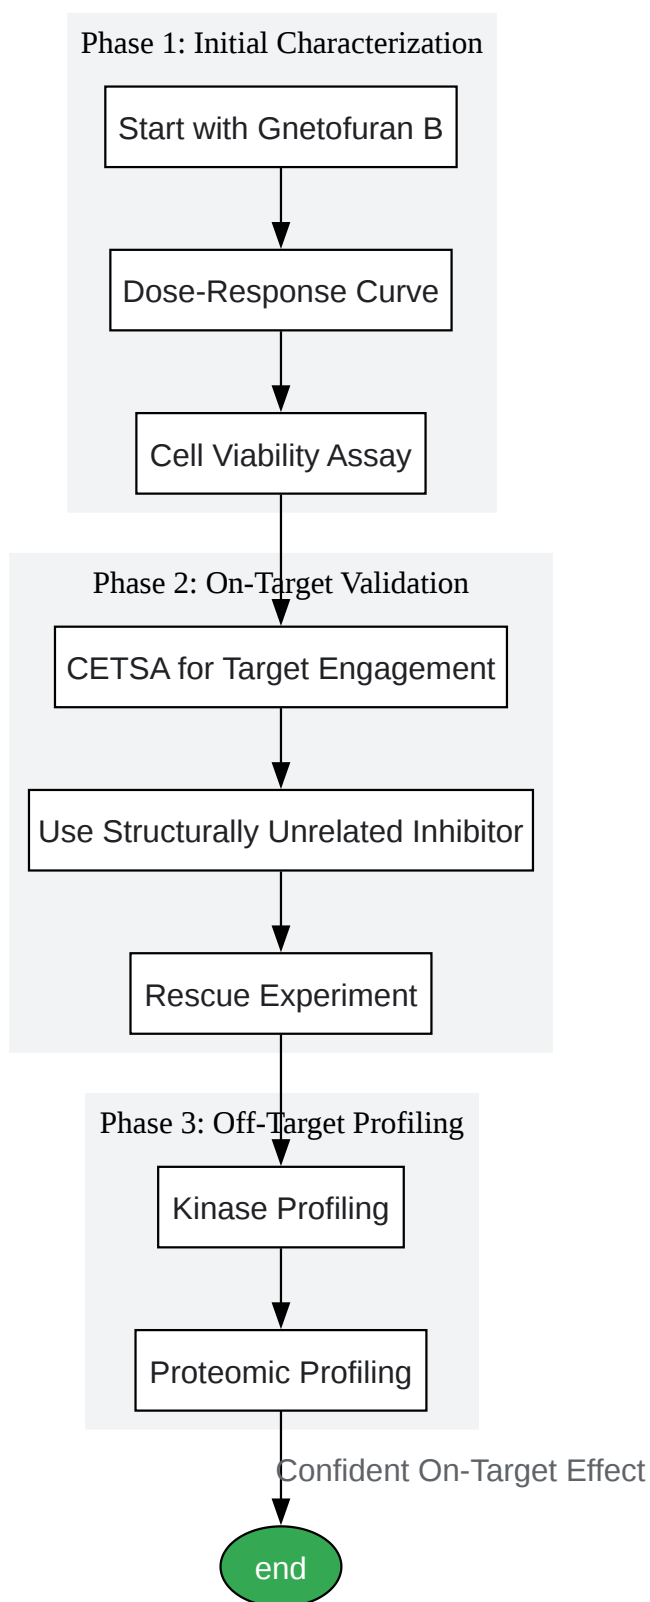 Phase 1: Initial Characterization
Start with Gnetofuran B
Dose-Response Curve
Cell Viability Assay
Phase 2: On-Target Validation
CETSA for Target Engagement
Use Structurally Unrelated Inhibitor
Rescue Experiment
Phase 3: Off-Target Profiling
Kinase Profiling
Proteomic Profiling
Confident On-Target Effect
end